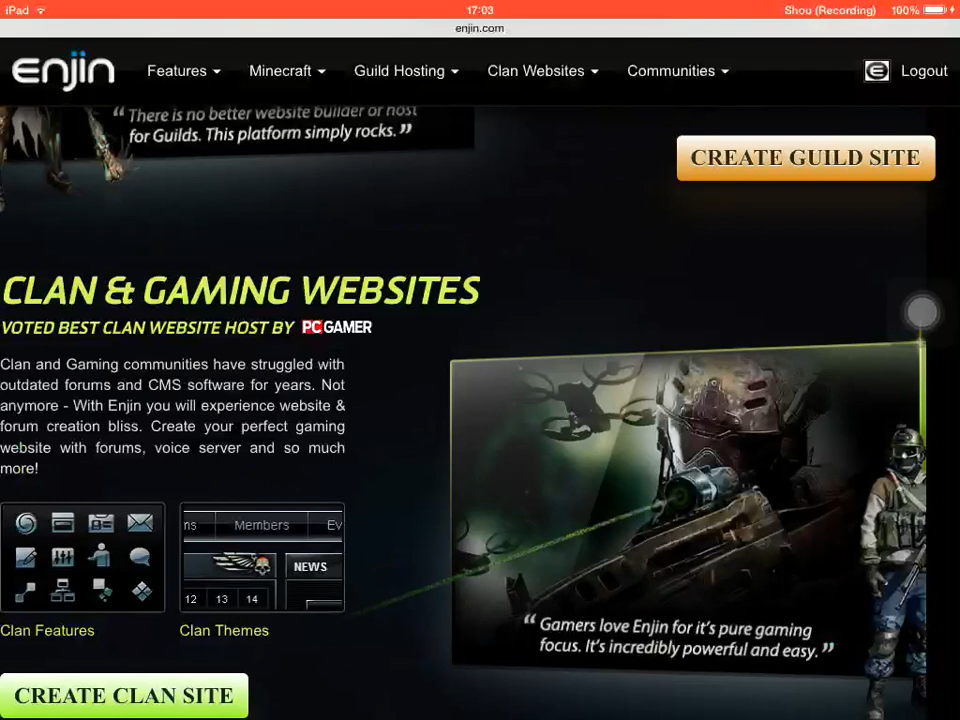 iPad 17:03 Shou (Recording) 100%
enjin.com
enjin Features Minecraft Guild Hosting Clan Websites Communities Logout
“There is no better website builder or host
for Guilds. This platform simply rocks.”
CREATE GUILD SITE
CLAN & GAMING WEBSITES
VOTED BEST CLAN WEBSITE HOST BY PC GAMER
Clan and Gaming communities have struggled with
outdated forums and CMS software for years. Not
anymore - With Enjin you will experience website &
forum creation bliss. Create your perfect gaming
website with forums, voice server and so much
more!
ns Members Ev
NEWS
12 13 14
Clan Features Clan Themes
“Gamers love Enjin for it's pure gaming
focus. It's incredibly powerful and easy.”
CREATE CLAN SITE